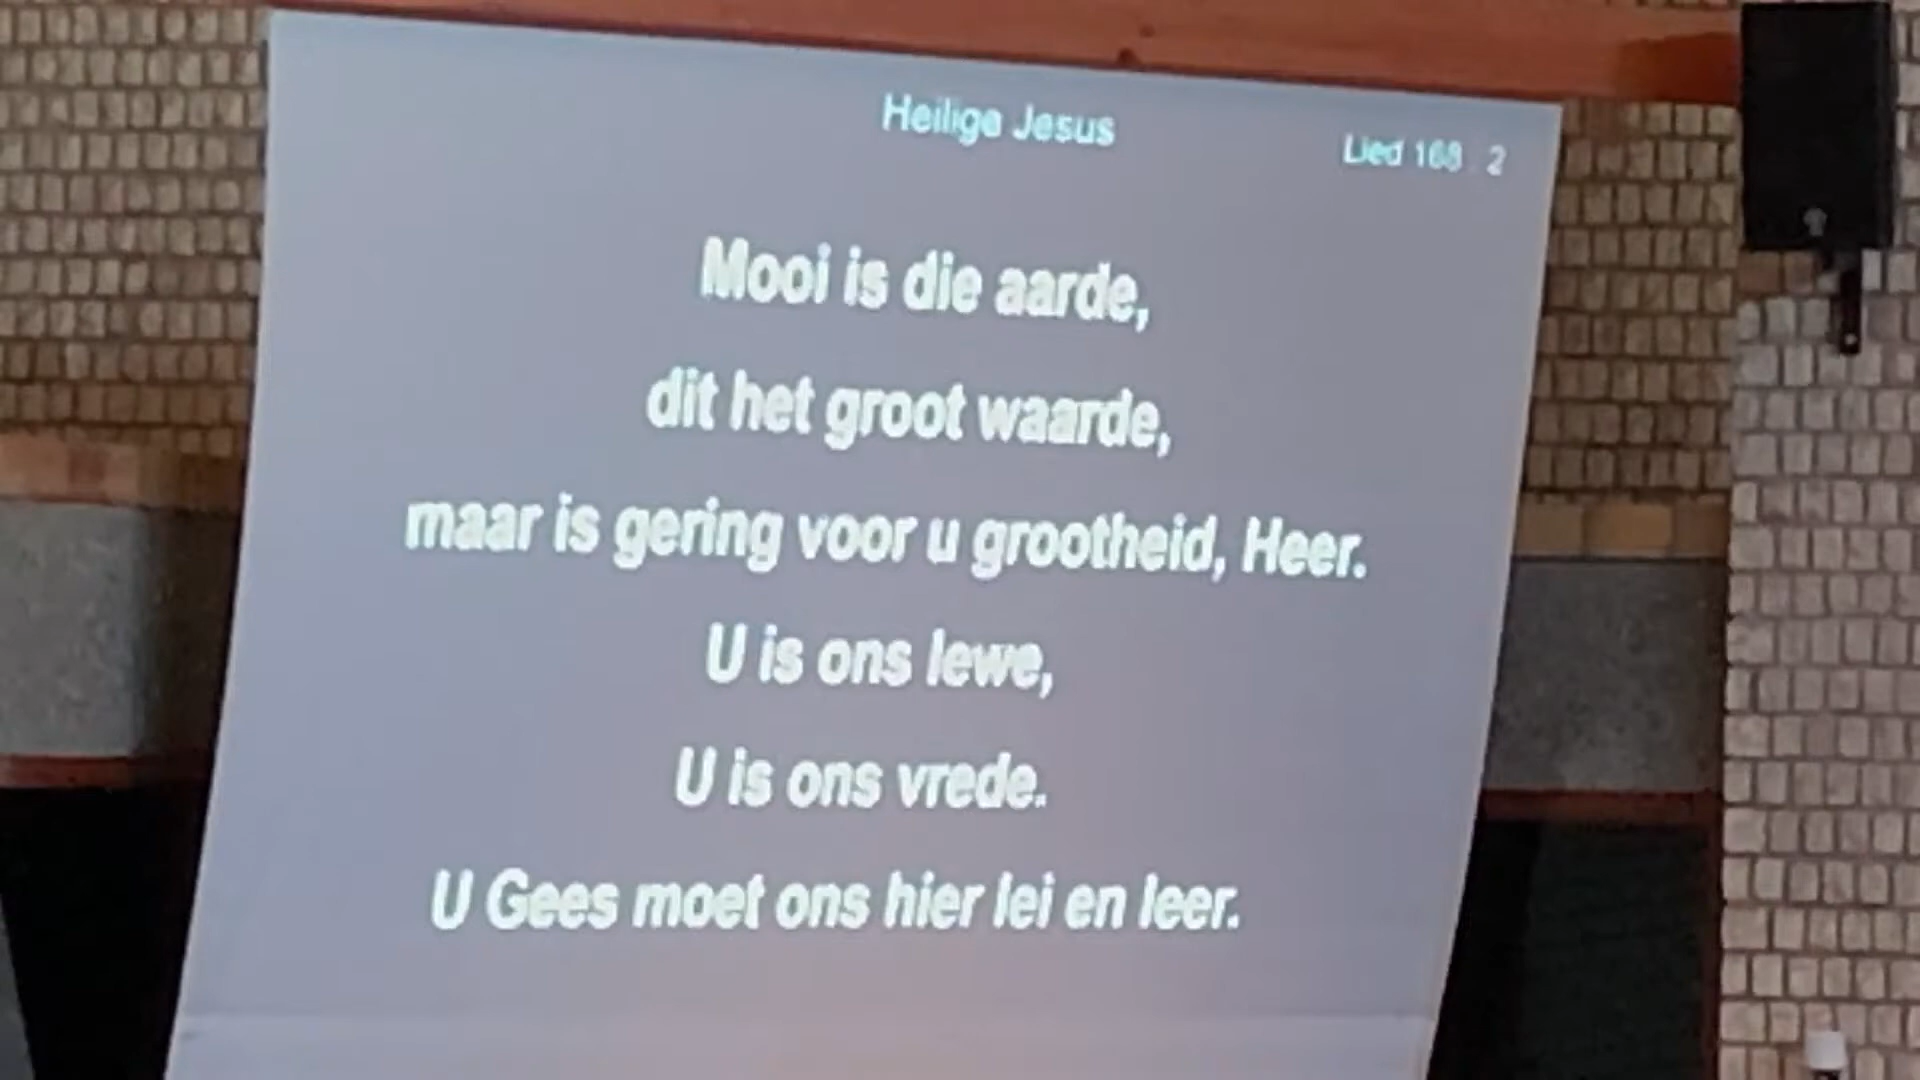 Heilige Jesus
Lied 168 . 2
Mooi is die aarde,
dit het groot waarde,
maar is gering voor u grootheid, Heer.
U is ons lewe,
U is ons vrede.
U Gees moet ons hier lei en leer.